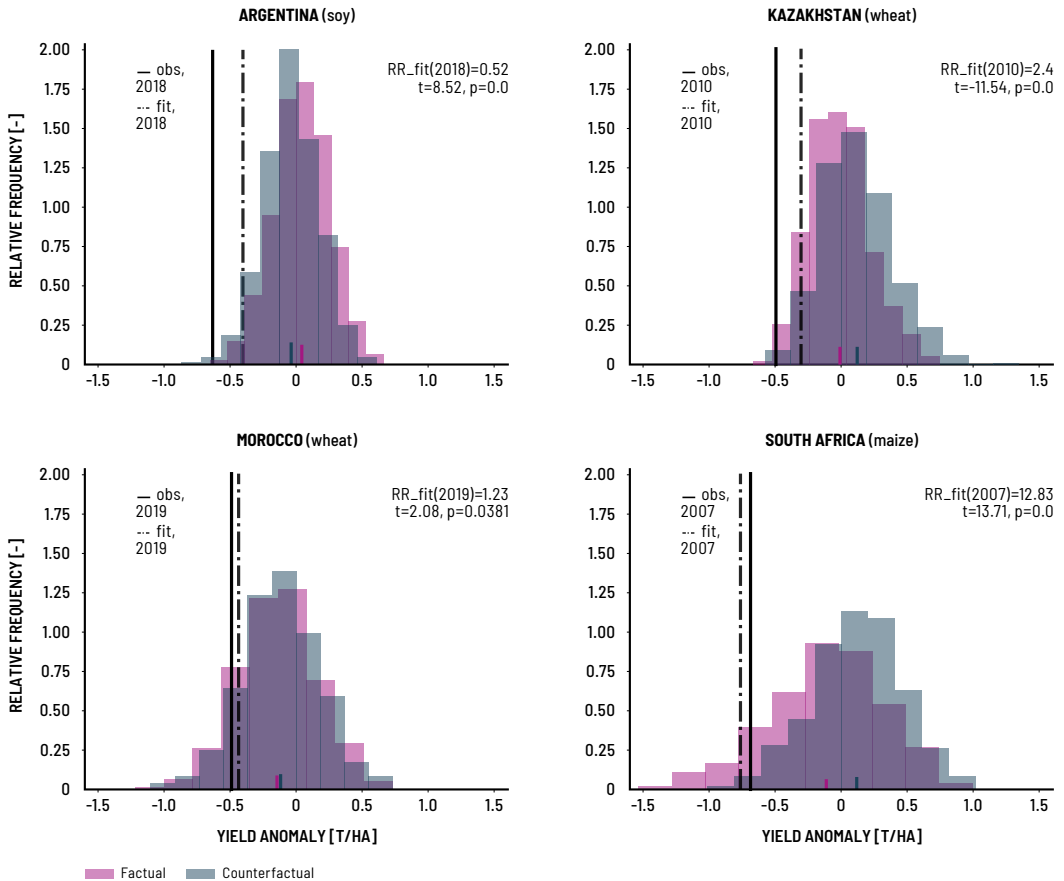 ARGENTINA (soy)
RELATIVE FREQUENCY [-]
2.00
1.75
1.50
1.25
1.00
0.75
0.50
0.25
0
-1.5
-1.0
-0.5
0
0.5
1.0
1.5
obs,
2018
fit,
2018
RR_fit(2018)=0.52
t=8.52, p=0.0
KAZAKHSTAN (wheat)
2.00
1.75
1.50
1.25
1.00
0.75
0.50
0.25
0
-1.5
-1.0
-0.5
0
0.5
1.0
1.5
obs,
2010
fit,
2010
RR_fit(2010)=2.4
t=-11.54, p=0.0
MOROCCO (wheat)
RELATIVE FREQUENCY [-]
2.00
1.75
1.50
1.25
1.00
0.75
0.50
0.25
0
-1.5
-1.0
-0.5
0
0.5
1.0
1.5
YIELD ANOMALY [T/HA]
obs,
2019
fit,
2019
RR_fit(2019)=1.23
t=2.08, p=0.0381
SOUTH AFRICA (maize)
2.00
1.75
1.50
1.25
1.00
0.75
0.50
0.25
0
-1.5
-1.0
-0.5
0
0.5
1.0
1.5
YIELD ANOMALY [T/HA]
obs,
2007
fit,
2007
RR_fit(2007)=12.83
t=13.71, p=0.0
Factual
Counterfactual